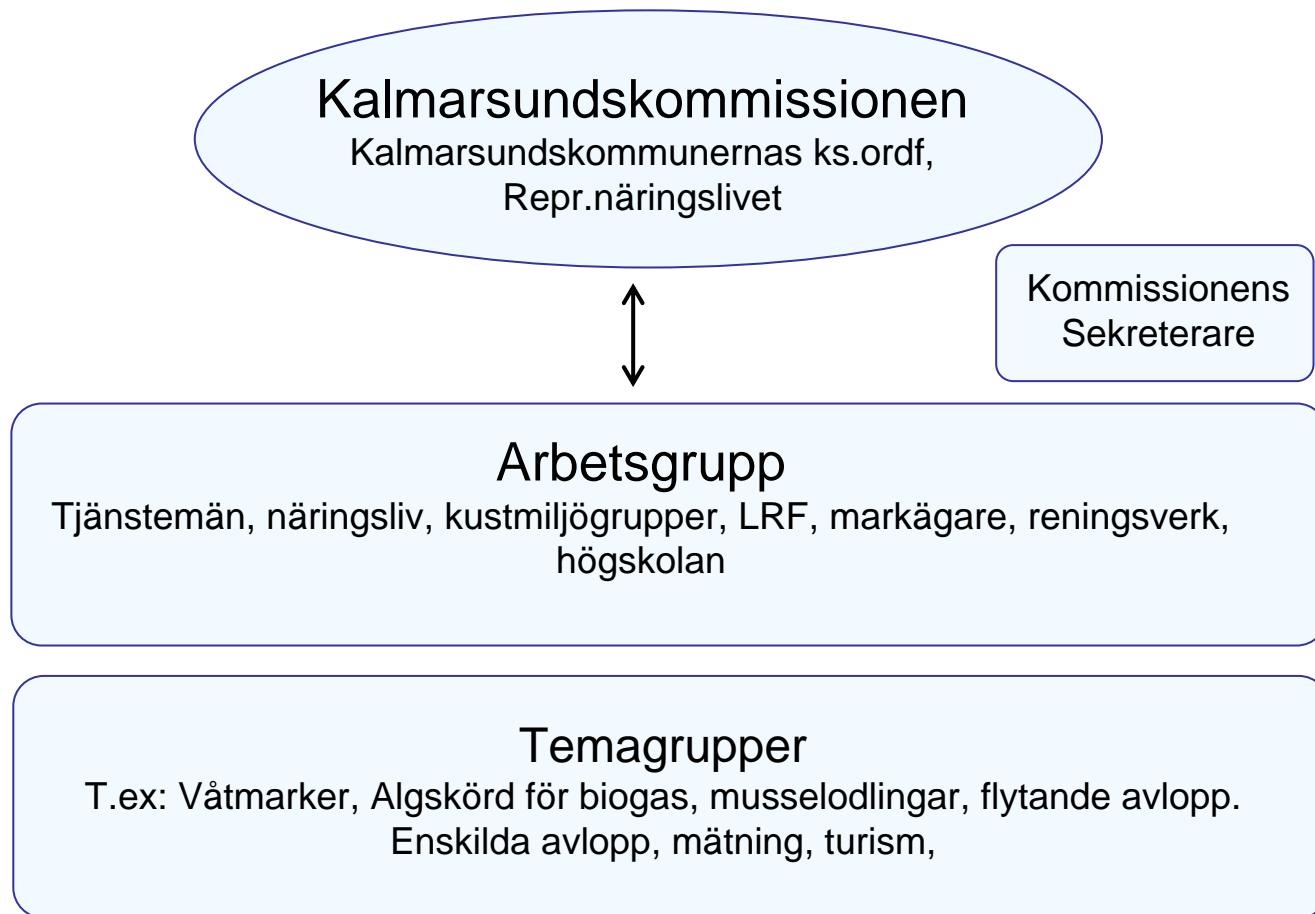 Kalmarsundskommissionen
Kalmarsundskommunernas ks.ordf,
Repr.näringslivet
Kommissionens
Sekreterare
Arbetsgrupp
Tjänstemän, näringsliv, kustmiljögrupper, LRF, markägare, reningsverk,
högskolan
Temagrupper
T.ex: Våtmarker, Algskörd för biogas, musselodlingar, flytande avlopp.
Enskilda avlopp, mätning, turism,